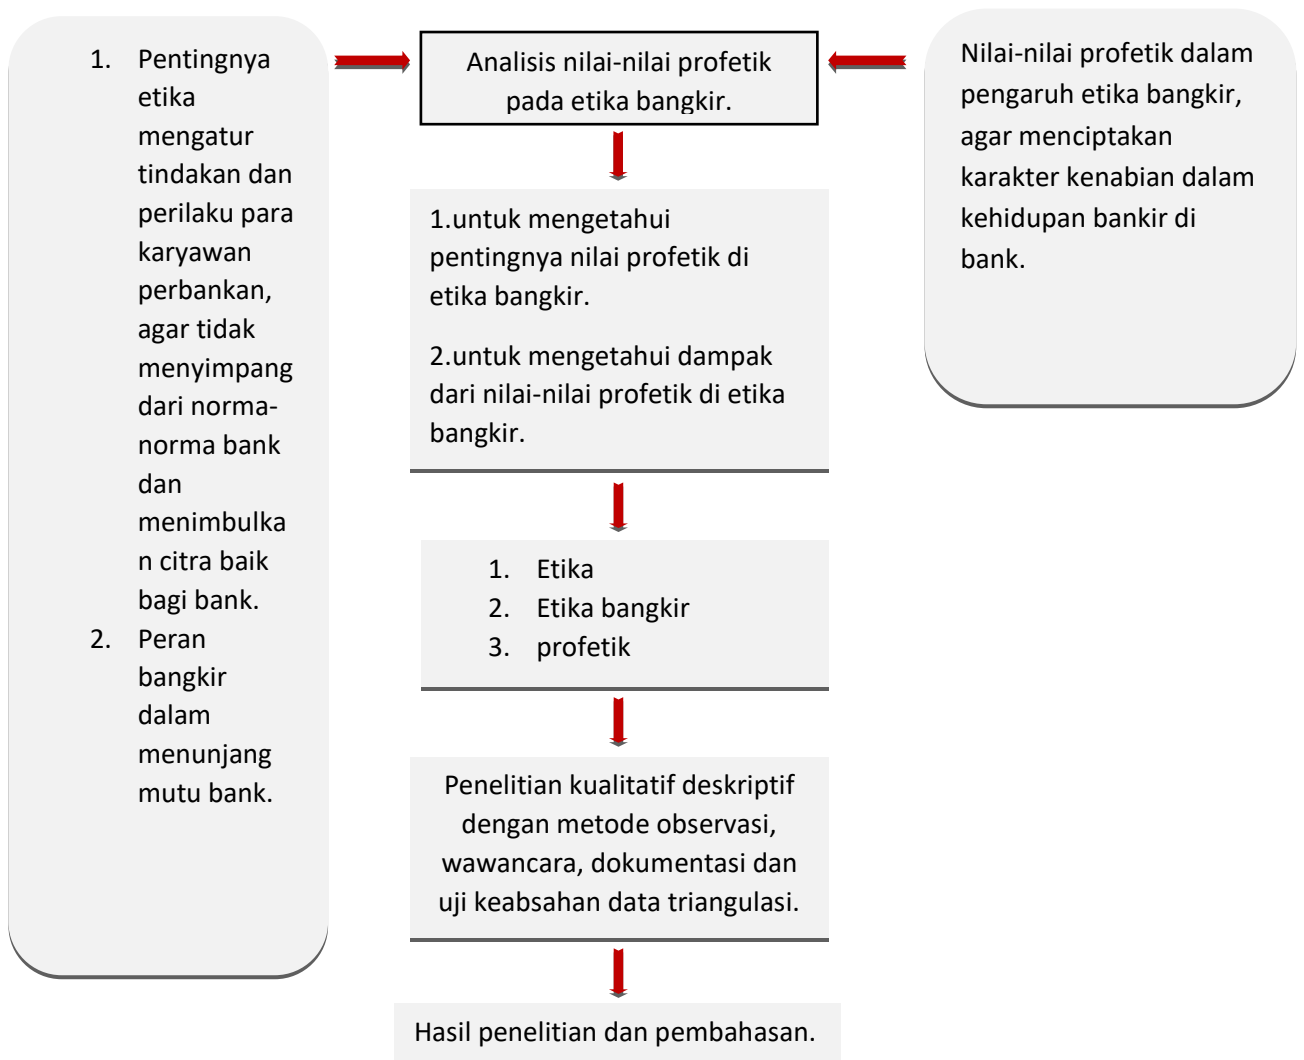 1. Pentingnya
etika
mengatur
tindakan dan
perilaku para
karyawan
perbankan,
agar tidak
menyimpang
dari norma-
norma bank
dan
menimbulka
n citra baik
bagi bank.
2. Peran
bangkir
dalam
menunjang
mutu bank.
Analisis nilai-nilai profetik
pada etika bangkir.
1.untuk mengetahui
pentingnya nilai profetik di
etika bangkir.
2.untuk mengetahui dampak
dari nilai-nilai profetik di etika
bangkir.
1. Etika
2. Etika bangkir
3. profetik
Penelitian kualitatif deskriptif
dengan metode observasi,
wawancara, dokumentasi dan
uji keabsahan data triangulasi.
Hasil penelitian dan pembahasan.
Nilai-nilai profetik dalam
pengaruh etika bangkir,
agar menciptakan
karakter kenabian dalam
kehidupan bankir di
bank.